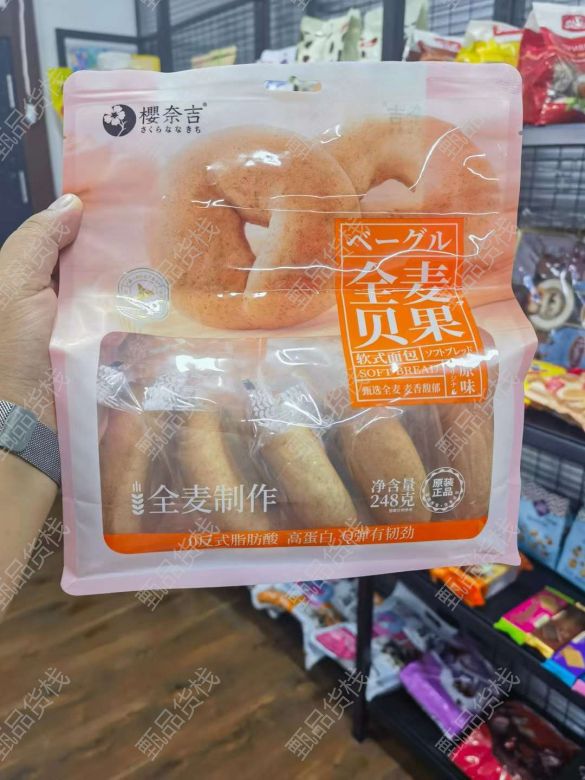 櫻奈吉®
さくらななきち
ベーグル
全麦
贝果
软式面包 ソフトブレッド
SOFT BREAD
甄选全麦 麦香馥郁
原味
全麦制作
净含量
248克
原装
正品
0反式脂肪酸 高蛋白 Q弹有韧劲
甄品货栈